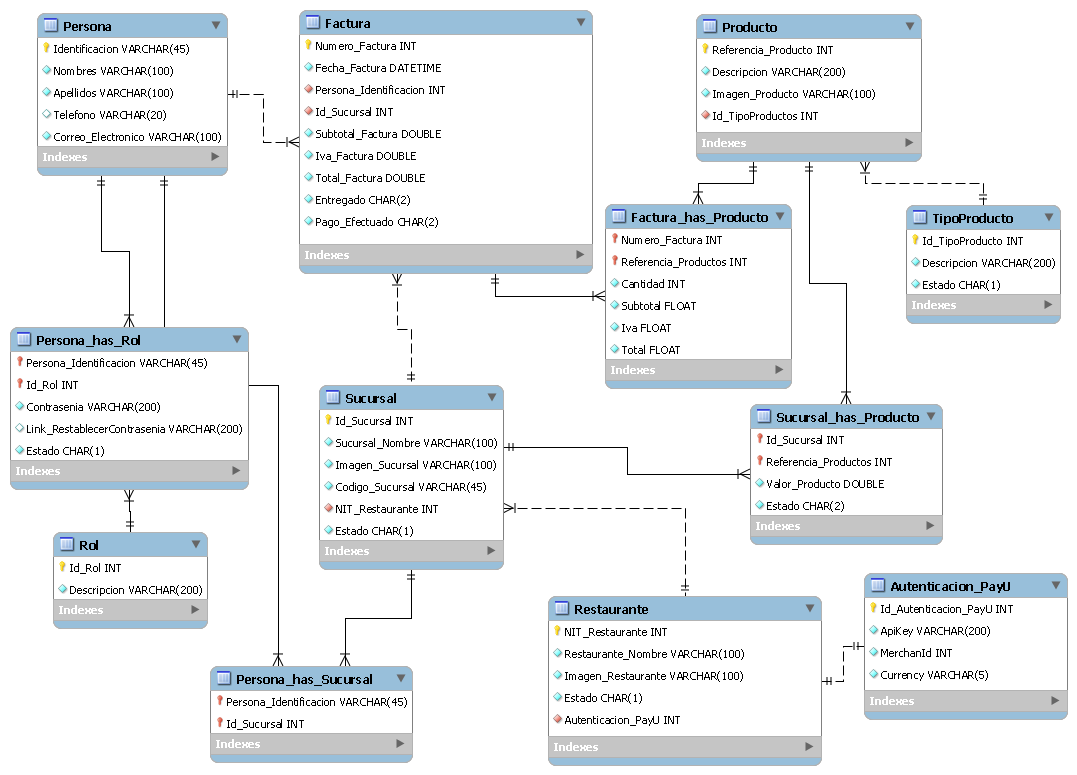 Persona
Identificacion VARCHAR(45)
Nombres VARCHAR(100)
Apellidos VARCHAR(100)
Telefono VARCHAR(20)
Correo_Electronico VARCHAR(100)
Indexes
Factura
Numero_Factura INT
Fecha_Factura DATETIME
Persona_Identificacion INT
Id_Sucursal INT
Subtotal_Factura DOUBLE
Iva_Factura DOUBLE
Total_Factura DOUBLE
Entregado CHAR(2)
Pago_Efectuado CHAR(2)
Indexes
Producto
Referencia_Producto INT
Descripcion VARCHAR(200)
Imagen_Producto VARCHAR(100)
Id_TipoProductos INT
Indexes
Factura_has_Producto
Numero_Factura INT
Referencia_Productos INT
Cantidad INT
Subtotal FLOAT
Iva FLOAT
Total FLOAT
Indexes
TipoProducto
Id_TipoProducto INT
Descripcion VARCHAR(200)
Estado CHAR(1)
Indexes
Persona_has_Rol
Persona_Identificacion VARCHAR(45)
Id_Rol INT
Contrasenia VARCHAR(200)
Link_RestablecerContrasenia VARCHAR(200)
Estado CHAR(1)
Indexes
Sucursal
Id_Sucursal INT
Sucursal_Nombre VARCHAR(100)
Imagen_Sucursal VARCHAR(100)
Codigo_Sucursal VARCHAR(45)
NIT_Restaurante INT
Estado CHAR(1)
Indexes
Sucursal_has_Producto
Id_Sucursal INT
Referencia_Productos INT
Valor_Producto DOUBLE
Estado CHAR(2)
Indexes
Rol
Id_Rol INT
Descripcion VARCHAR(200)
Indexes
Restaurante
NIT_Restaurante INT
Restaurante_Nombre VARCHAR(100)
Imagen_Restaurante VARCHAR(100)
Estado CHAR(1)
Autenticacion_PayU INT
Indexes
Autenticacion_PayU
Id_Autenticacion_PayU INT
ApiKey VARCHAR(200)
MerchanId INT
Currency VARCHAR(5)
Indexes
Persona_has_Sucursal
Persona_Identificacion VARCHAR(45)
Id_Sucursal INT
Indexes